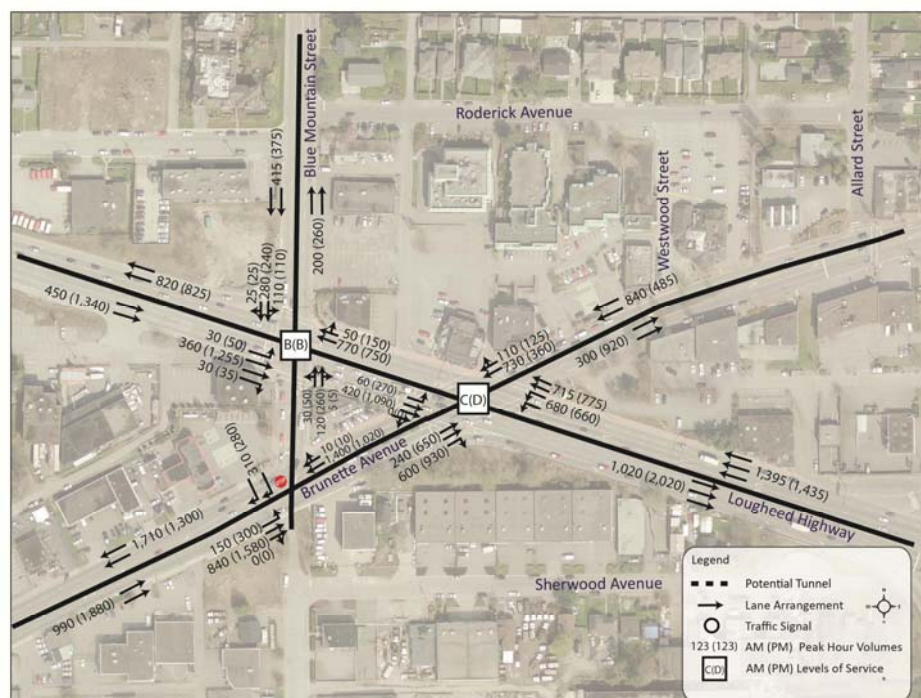 Blue Mountain Street
Roderick Avenue
Westwood Street
Allard Street
415 (375)
200 (260)
820 (825)
450 (1,340)
25 (25)
280 (240)
110 (110)
840 (485)
300 (920)
30 (50)
360 (1,255)
30 (35)
B(B)
50 (150)
770 (750)
110 (125)
730 (360)
C(D)
715 (775)
680 (660)
30 (50)
120 (260)
5 (5)
60 (270)
420 (1,090)
240 (650)
600 (930)
1,020 (2,020)
1,395 (1,435)
Lougheed Highway
310 (280)
10 (10)
1,400 (1,020)
Brunette Avenue
1,710 (1,300)
150 (300)
840 (1,580)
0(0)
990 (1,880)
Sherwood Avenue
Legend
Potential Tunnel
Lane Arrangement
Traffic Signal
123 (123) AM (PM) Peak Hour Volumes
C(D) AM (PM) Levels of Service